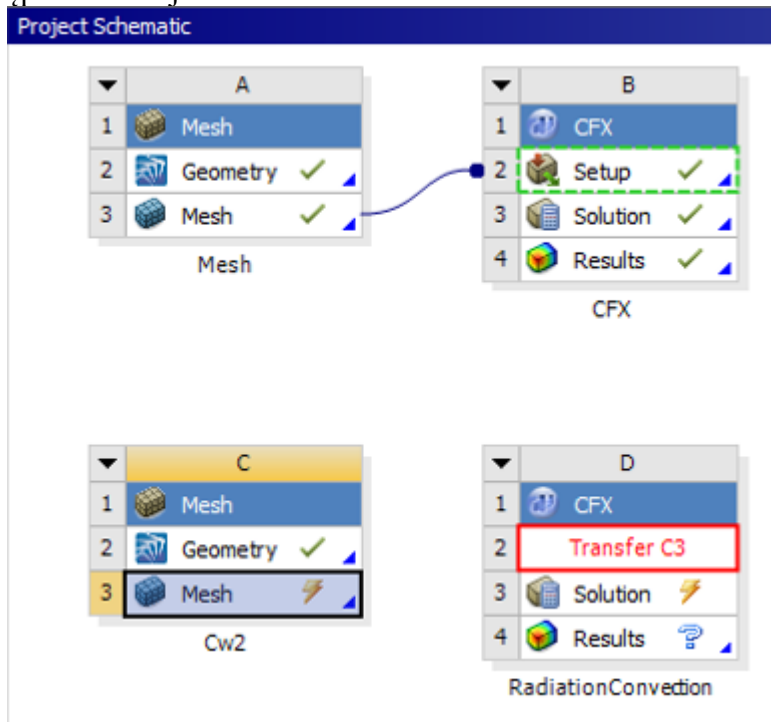 Project Schematic
A
1 Mesh
2 Geometry
3 Mesh
Mesh
B
1 CFX
2 Setup
3 Solution
4 Results
CFX
C
1 Mesh
2 Geometry
3 Mesh
Cw2
D
1 CFX
2 Transfer C3
3 Solution
4 Results
RadiationConvection